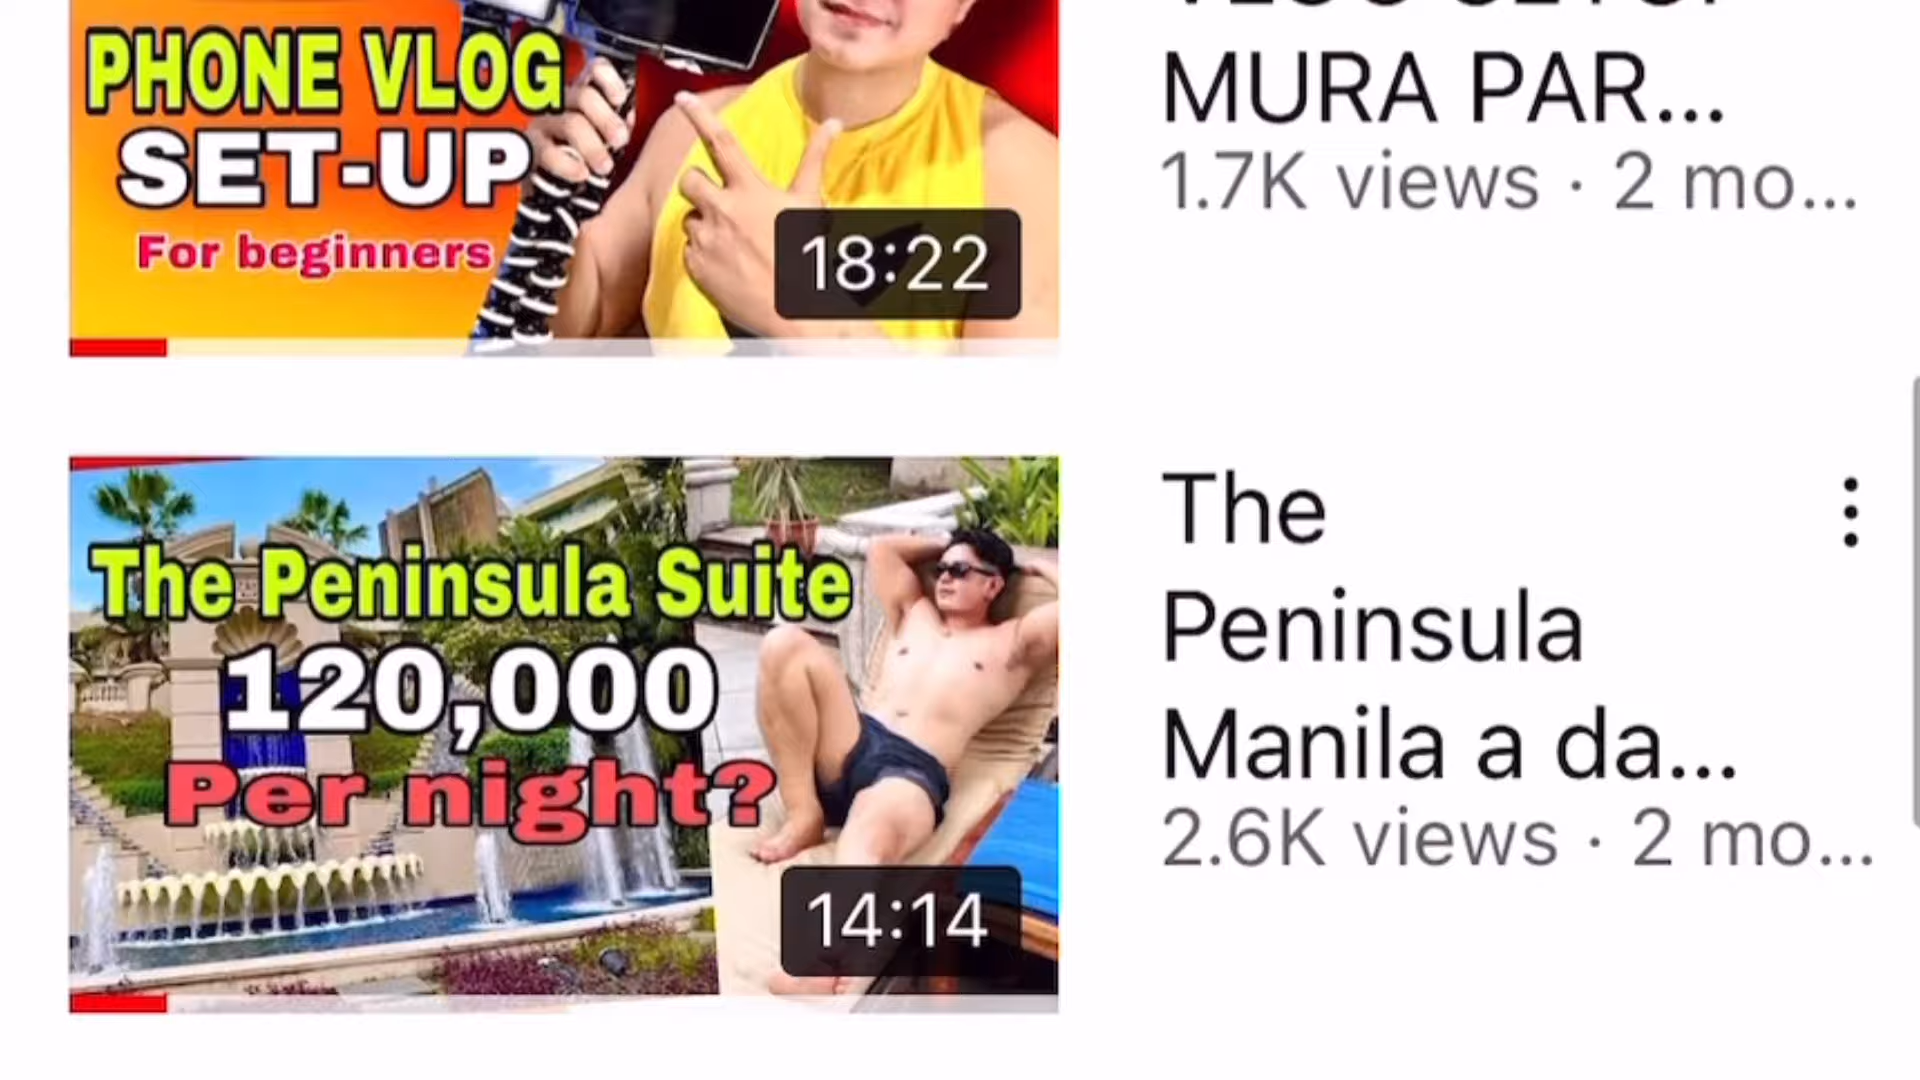 PHONE VLOG
SET-UP
For beginners
18:22
MURA PAR...
1.7K views · 2 mo...
The Peninsula Suite
120,000
Per night?
14:14
The
Peninsula
Manila a da...
2.6K views · 2 mo...